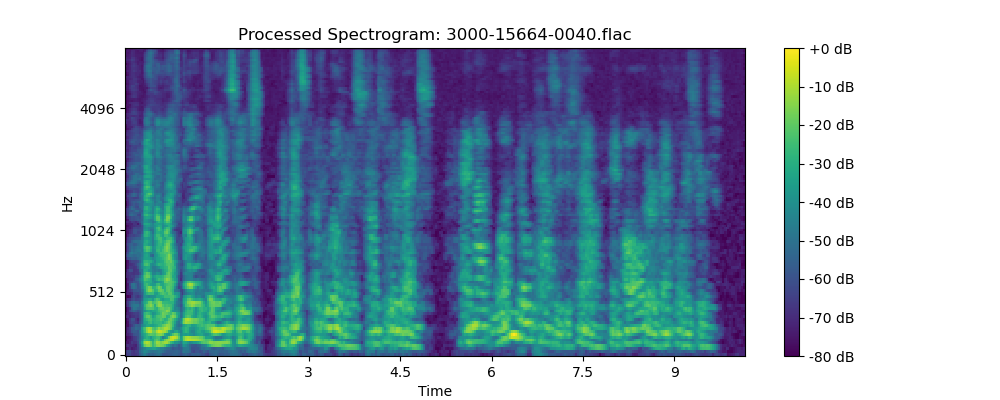 Processed Spectrogram: 3000-15664-0040.flac
Hz
4096
2048
1024
512
0
0 1.5 3 4.5 6 7.5 9
Time
+0 dB
-10 dB
-20 dB
-30 dB
-40 dB
-50 dB
-60 dB
-70 dB
-80 dB